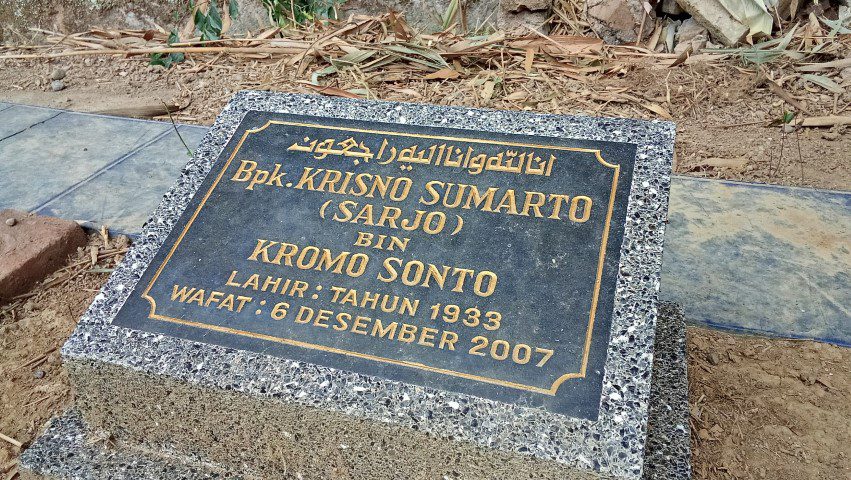 انا لله وانا اليه راجعون
Bpk. KRISNO SUMARTO
(SARJO)
BIN
KROMO SONTO
LAHIR : TAHUN 1933
WAFAT : 6 DESEMBER 2007